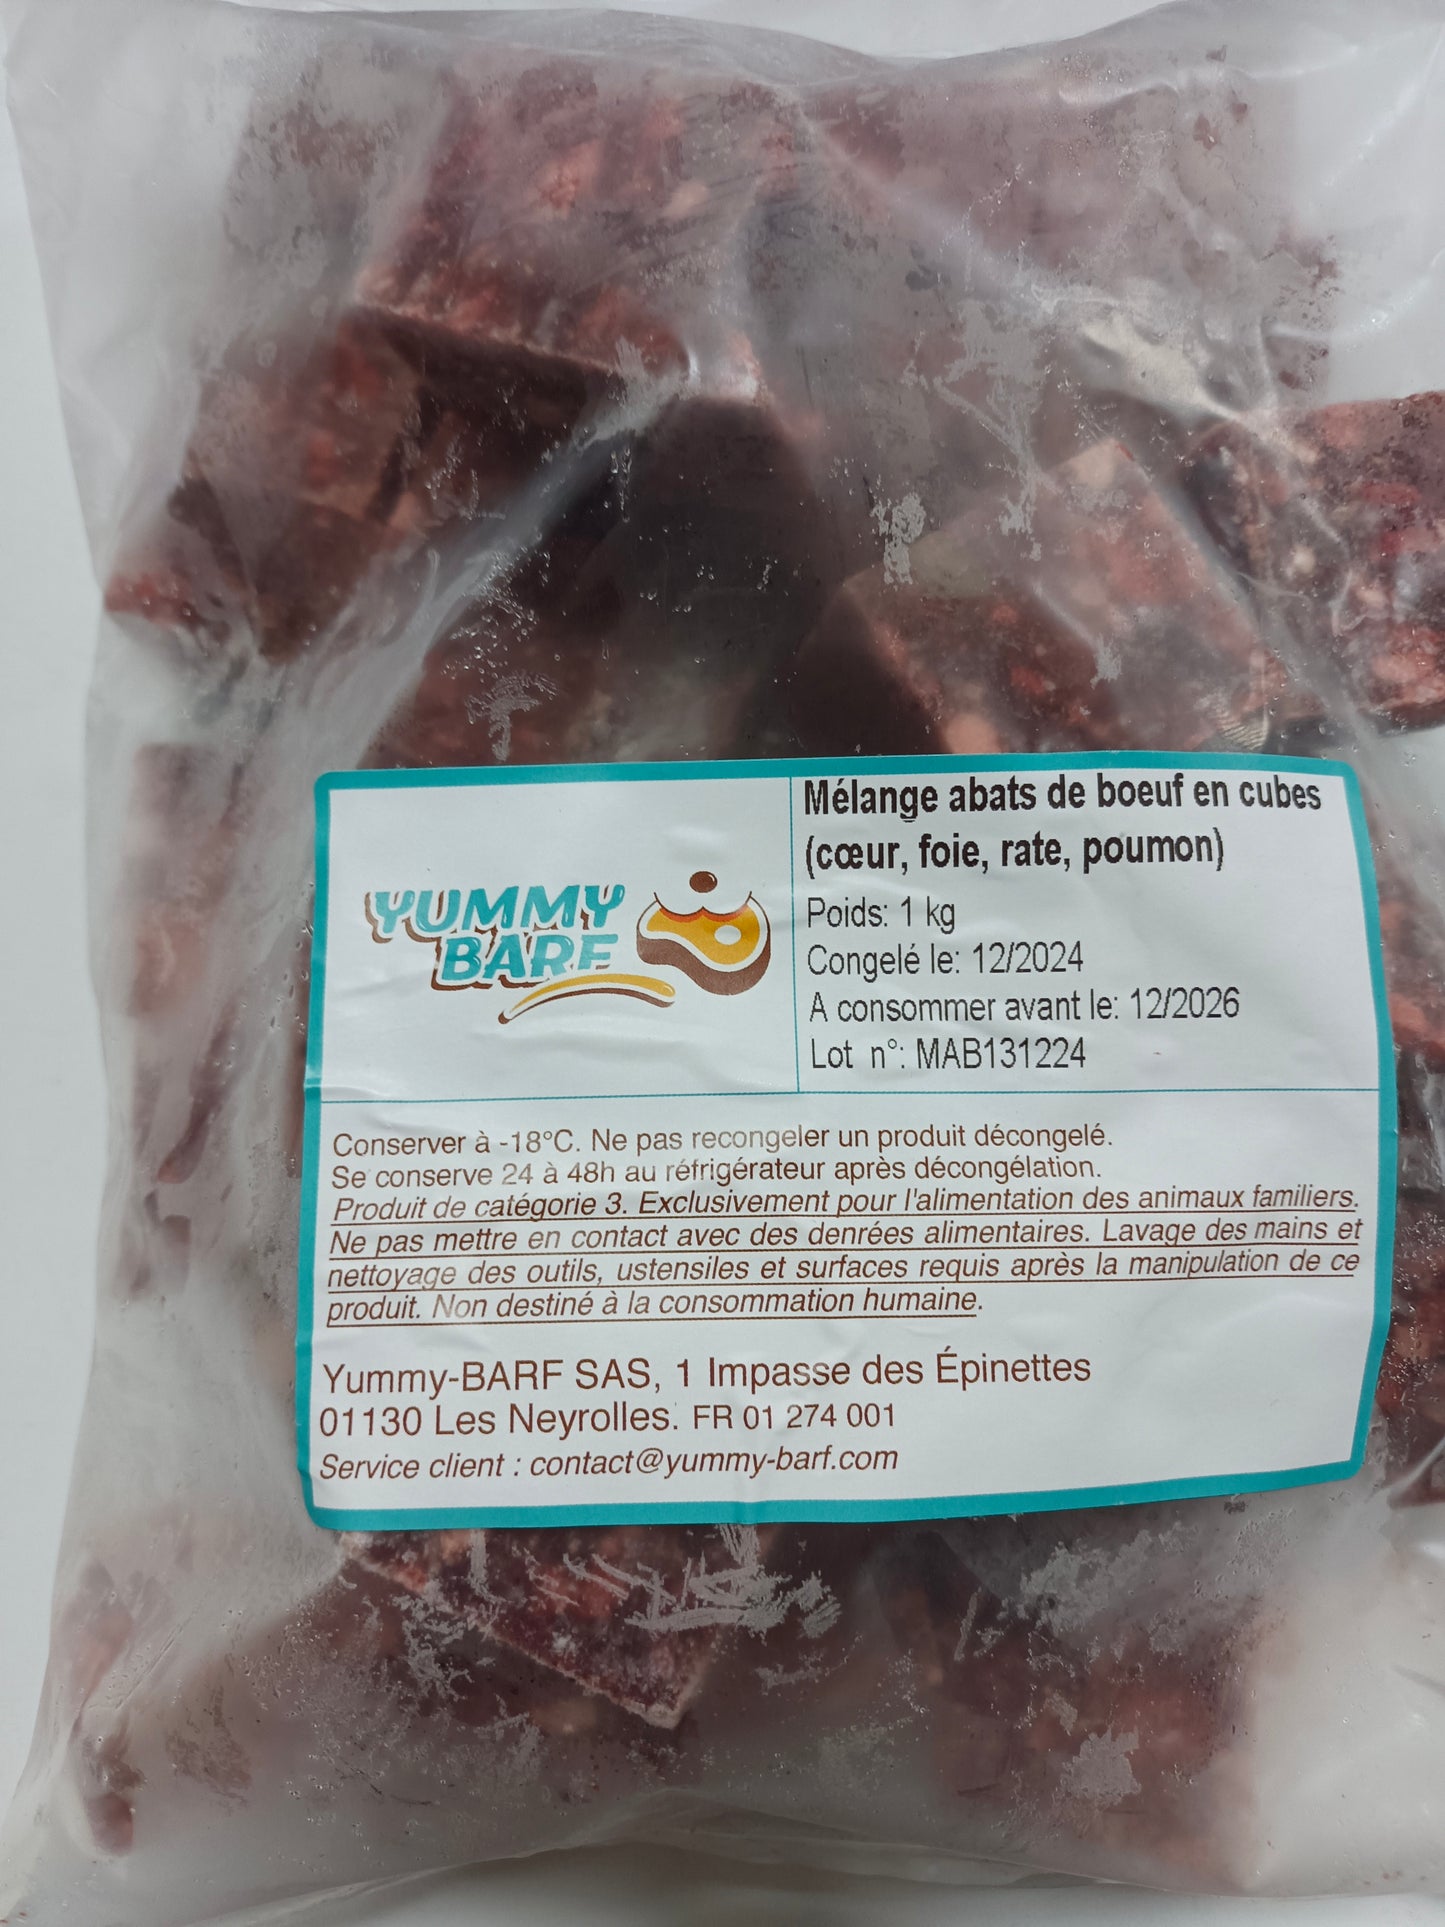 YUMMY
BARF
Mélange abats de boeuf en cubes
(cœur, foie, rate, poumon)
Poids: 1 kg
Congelé le: 12/2024
A consommer avant le: 12/2026
Lot n°: MAB131224
Conserver à -18°C. Ne pas recongeler un produit décongelé.
Se conserve 24 à 48h au réfrigérateur après décongélation.
Produit de catégorie 3. Exclusivement pour l'alimentation des animaux familiers.
Ne pas mettre en contact avec des denrées alimentaires. Lavage des mains et
nettoyage des outils, ustensiles et surfaces requis après la manipulation de ce
produit. Non destiné à la consommation humaine.
Yummy-BARF SAS, 1 Impasse des Épinettes
01130 Les Neyrolles. FR 01 274 001
Service client : contact@yummy-barf.com